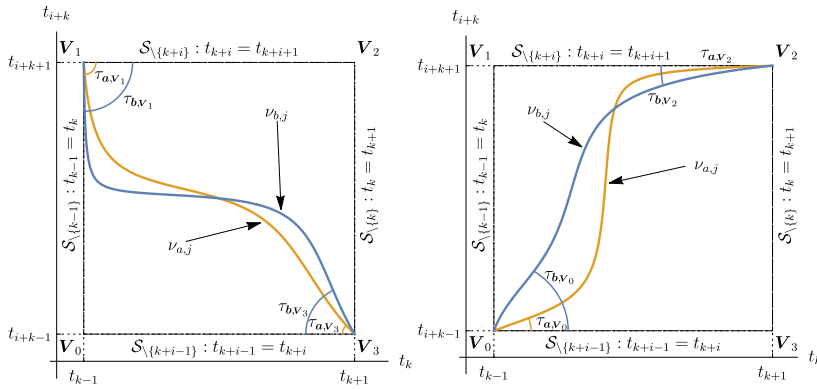 t_{i+k}
V_1
S_{\{k+i}} : t_{k+i} = t_{i+1}
V_2
t_{i+k+1}
τ_{a,V_1}
τ_{b,V_1}
ν_{b,j}
S_{\{k-1}} : t_{k-1} = t_k
S_{\{k}} : t_k = t_{k+1}
ν_{a,j}
τ_{b,V_3}
τ_{a,V_3}
t_{i+k-1}
V_0
S_{\{k+i-1}} : t_{k+i-1} = t_{k+i}
V_3
t_k
t_{k-1}
t_{k+1}
t_{i+k}
V_1
S_{\{k+i}} : t_{k+i} = t_{k+i+1}
τ_{a,V_2}
V_2
t_{i+k+1}
τ_{b,V_2}
ν_{b,j}
S_{\{k-1}} : t_{k-1} = t_k
S_{\{k}} : t_k = t_{k+1}
ν_{a,j}
τ_{b,V_0}
τ_{a,V_0}
t_{i+k-1}
V_0
S_{\{k+i-1}} : t_{k+i-1} = t_{k+i}
V_3
t_k
t_{k-1}
t_{k+1}